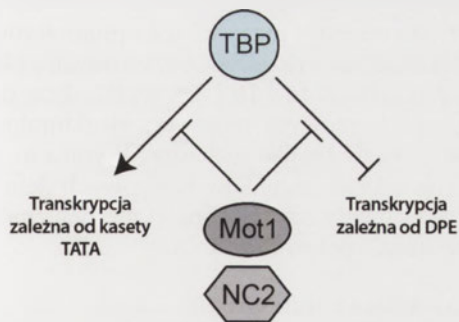 TBP
Transkrypcja
zależna od kasety
TATA
Transkrypcja
zależna od DPE
Mot1
NC2